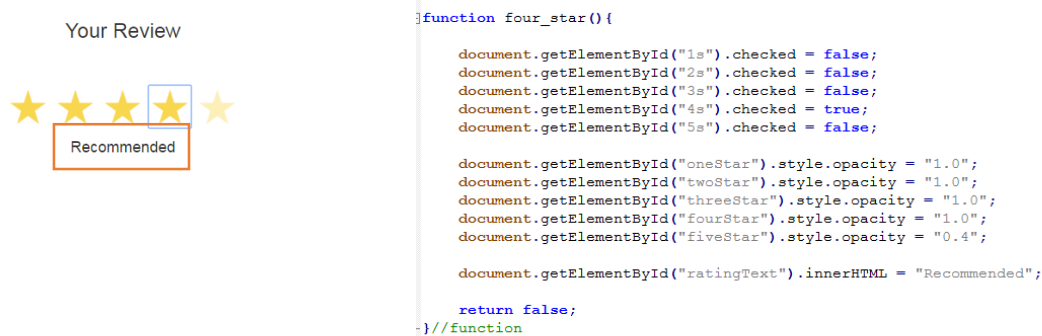 Your Review
Recommended
function four_star(){
document.getElementById("1s").checked = false;
document.getElementById("2s").checked = false;
document.getElementById("3s").checked = false;
document.getElementById("4s").checked = true;
document.getElementById("5s").checked = false;
document.getElementById("oneStar").style.opacity = "1.0";
document.getElementById("twoStar").style.opacity = "1.0";
document.getElementById("threeStar").style.opacity = "1.0";
document.getElementById("fourStar").style.opacity = "1.0";
document.getElementById("fiveStar").style.opacity = "0.4";
document.getElementById("ratingText").innerHTML = "Recommended";
return false;
}//function